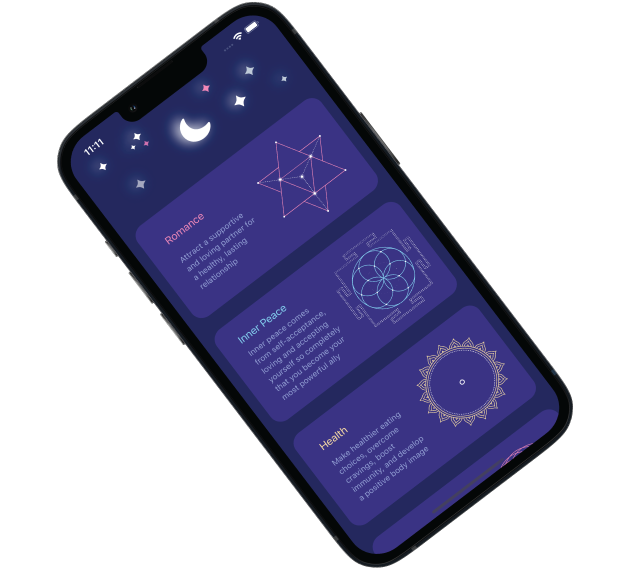 11:11
Romance
Attract a supportive
and loving partner for
a healthy, lasting
relationship
Inner Peace
Inner peace comes
from self-acceptance,
loving and accepting
yourself so completely
that you become your
most powerful ally
Health
Make healthier eating
choices, overcome
cravings, boost
immunity, and develop
a positive body image